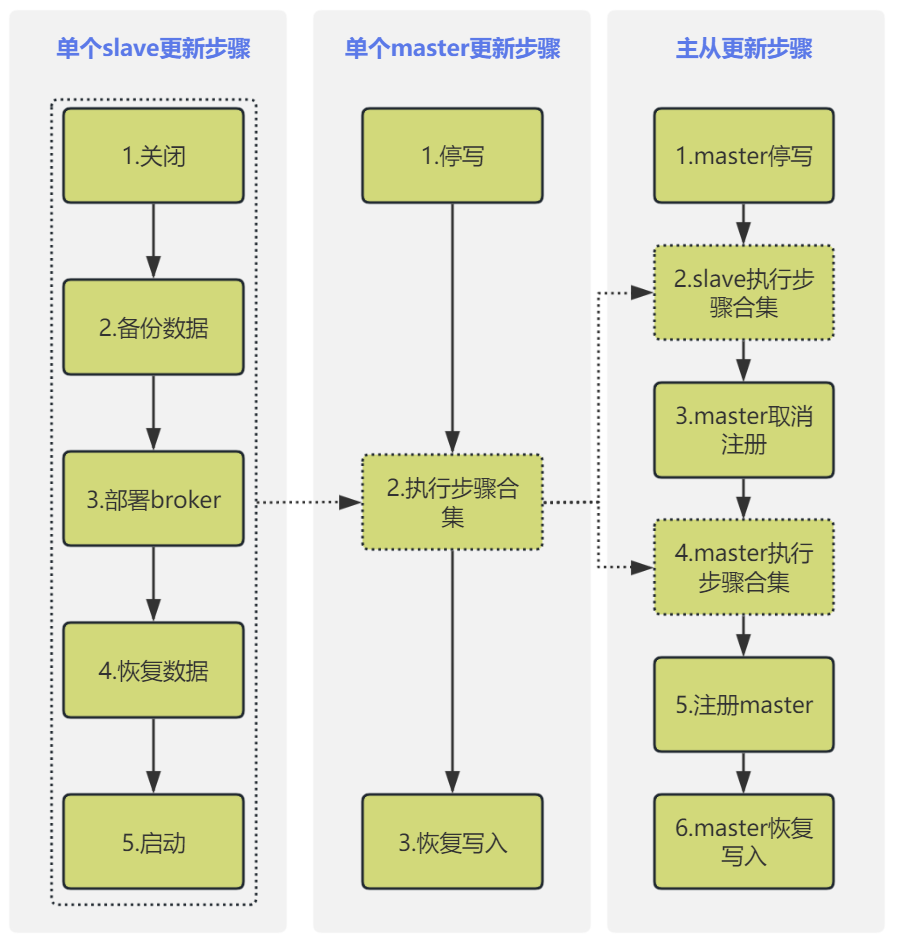 单个slave更新步骤
1.关闭
2.备份数据
3.部署broker
4.恢复数据
5.启动
单个master更新步骤
1.停写
2.执行步骤合
集
3.恢复写入
主从更新步骤
1.master停写
2.slave执行步
骤合集
3.master取消
注册
4.master执行
步骤合集
5.注册master
6.master恢复
写入